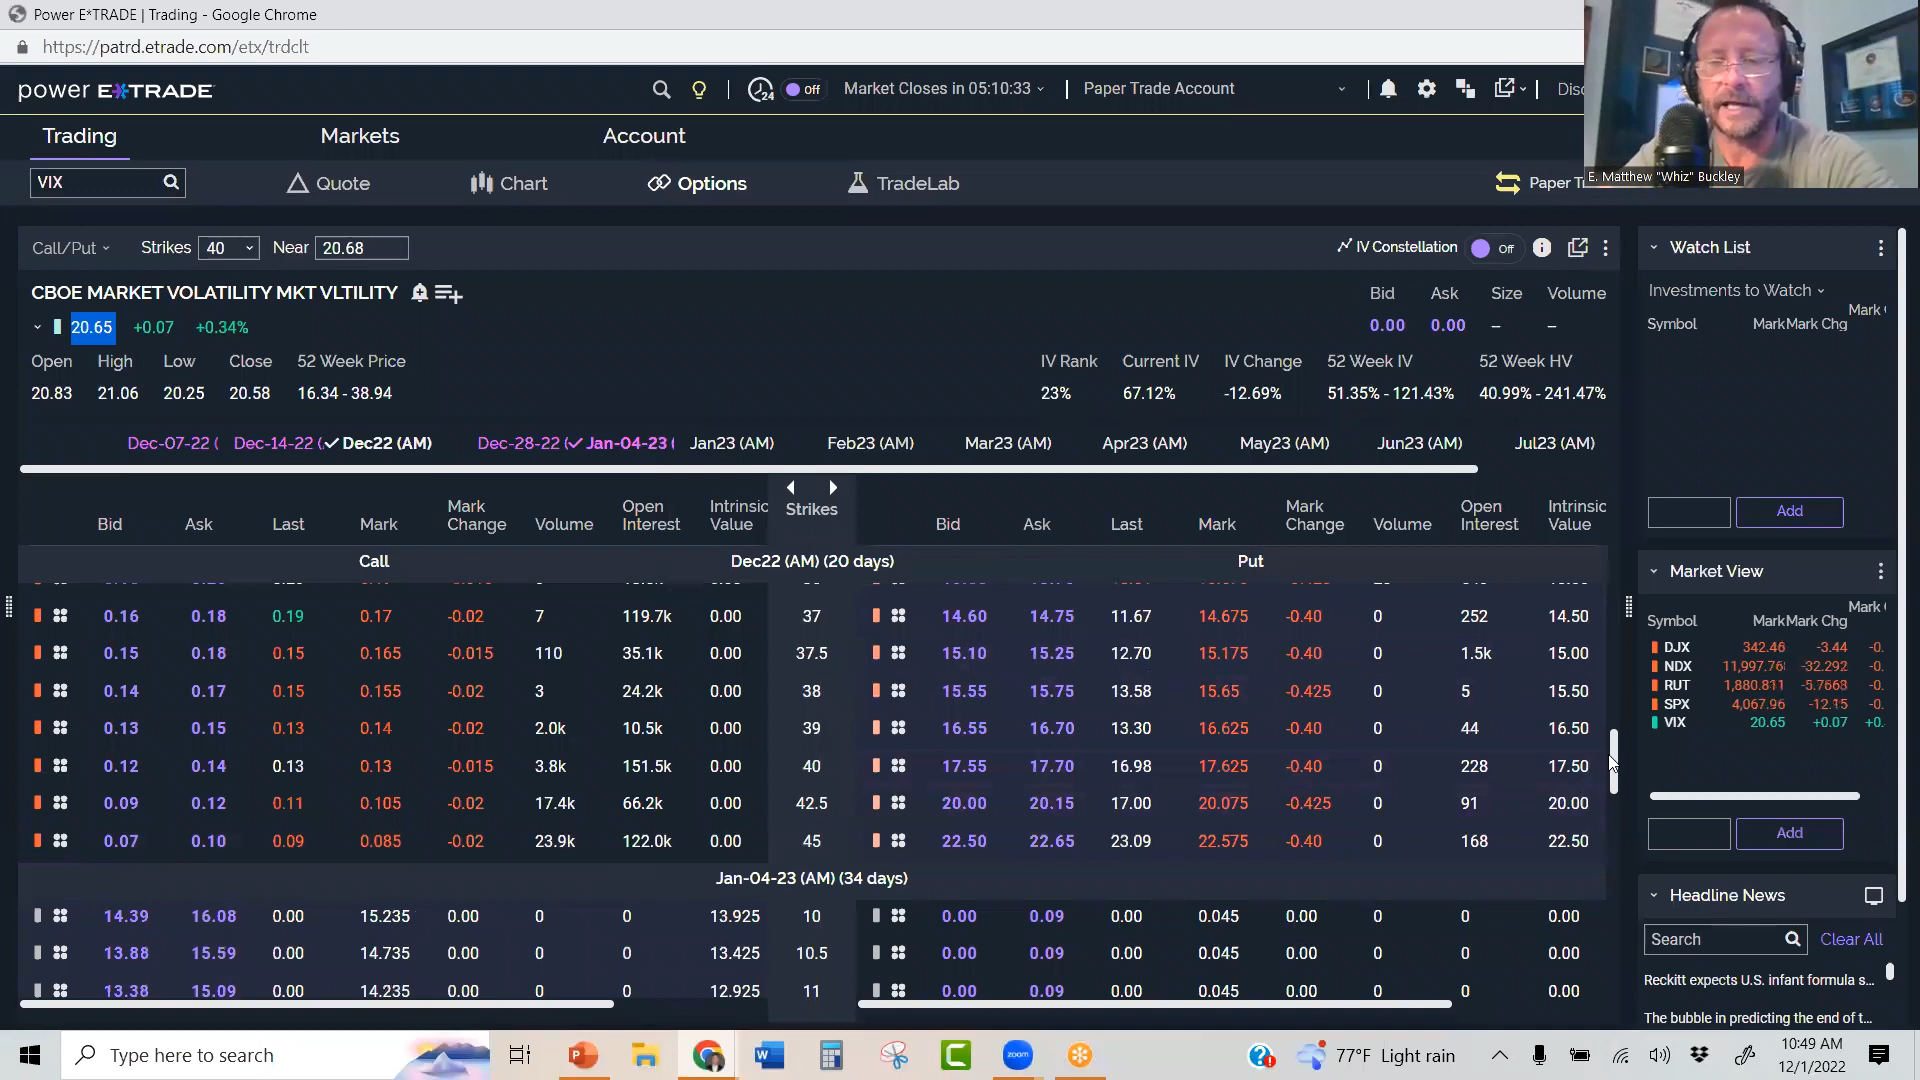 Power E*TRADE | Trading - Google Chrome
https://patrd.etrade.com/etx/trdclt
power E*TRADE
24 Off Market Closes in 05:10:33 Paper Trade Account
Trading Markets Account
VIX Quote Chart Options TradeLab Paper
E. Matthew "Whiz" Buckley
Call/Put Strikes 40 Near 20.68 IV Constellation Off
CBOE MARKET VOLATILITY MKT VLTILITY Bid Ask Size Volume
20.65 +0.07 +0.34% 0.00 0.00 – –
Open High Low Close 52 Week Price IV Rank Current IV IV Change 52 Week IV 52 Week HV
20.83 21.06 20.25 20.58 16.34 - 38.94 23% 67.12% -12.69% 51.35% - 121.43% 40.99% - 241.47%
Dec-07-22 ( Dec-14-22 (. Dec22 (AM) Dec-28-22 ( Jan-04-23 ( Jan23 (AM) Feb23 (AM) Mar23 (AM) Apr23 (AM) May23 (AM) Jun23 (AM) Jul23 (AM)
Bid Ask Last Mark Mark Change Volume Open Interest Intrinsic Value Strikes Bid Ask Last Mark Mark Change Volume Open Interest Intrinsic Value
Call Dec22 (AM) (20 days) Put
0.16 0.18 0.19 0.17 -0.02 7 119.7k 0.00 37 14.60 14.75 11.67 14.675 -0.40 0 252 14.50
0.15 0.18 0.15 0.165 -0.015 110 35.1k 0.00 37.5 15.10 15.25 12.70 15.175 -0.40 0 1.5k 15.00
0.14 0.17 0.15 0.155 -0.02 3 24.2k 0.00 38 15.55 15.75 13.58 15.65 -0.425 0 5 15.50
0.13 0.15 0.13 0.14 -0.02 2.0k 10.5k 0.00 39 16.55 16.70 13.30 16.625 -0.40 0 44 16.50
0.12 0.14 0.13 0.13 -0.015 3.8k 151.5k 0.00 40 17.55 17.70 16.98 17.625 -0.40 0 228 17.50
0.09 0.12 0.11 0.105 -0.02 17.4k 66.2k 0.00 42.5 20.00 20.15 17.00 20.075 -0.425 0 91 20.00
0.07 0.10 0.09 0.085 -0.02 23.9k 122.0k 0.00 45 22.50 22.65 23.09 22.575 -0.40 0 168 22.50
Jan-04-23 (AM) (34 days)
14.39 16.08 0.00 15.235 0.00 0 0 13.925 10 0.00 0.09 0.00 0.045 0.00 0 0 0.00
13.88 15.59 0.00 14.735 0.00 0 0 13.425 10.5 0.00 0.09 0.00 0.045 0.00 0 0 0.00
13.38 15.09 0.00 14.235 0.00 0 0 12.925 11 0.00 0.09 0.00 0.045 0.00 0 0 0.00
Watch List
Investments to Watch
Symbol Mark Mark Chg Mark
Add
Market View
Symbol Mark Mark Chg Mark
DJX 342.46 -3.44 -0.
NDX 11,997.76 -32.292 -0.
RUT 1,880.811 -5.7668 -0.
SPX 4,067.96 -12.15 -0.
VIX 20.65 +0.07 +0.
Add
Headline News
Search Clear All
Reckitt expects U.S. infant formula s...
The bubble in predicting the end of t...
Type here to search 77°F Light rain 10:49 AM
zoom 12/1/2022